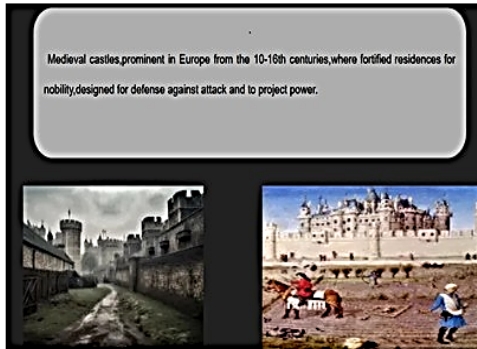 .
Medieval castles,prominent in Europe from the 10-16th centuries,where fortified residences for
nobility,designed for defense against attack and to project power.